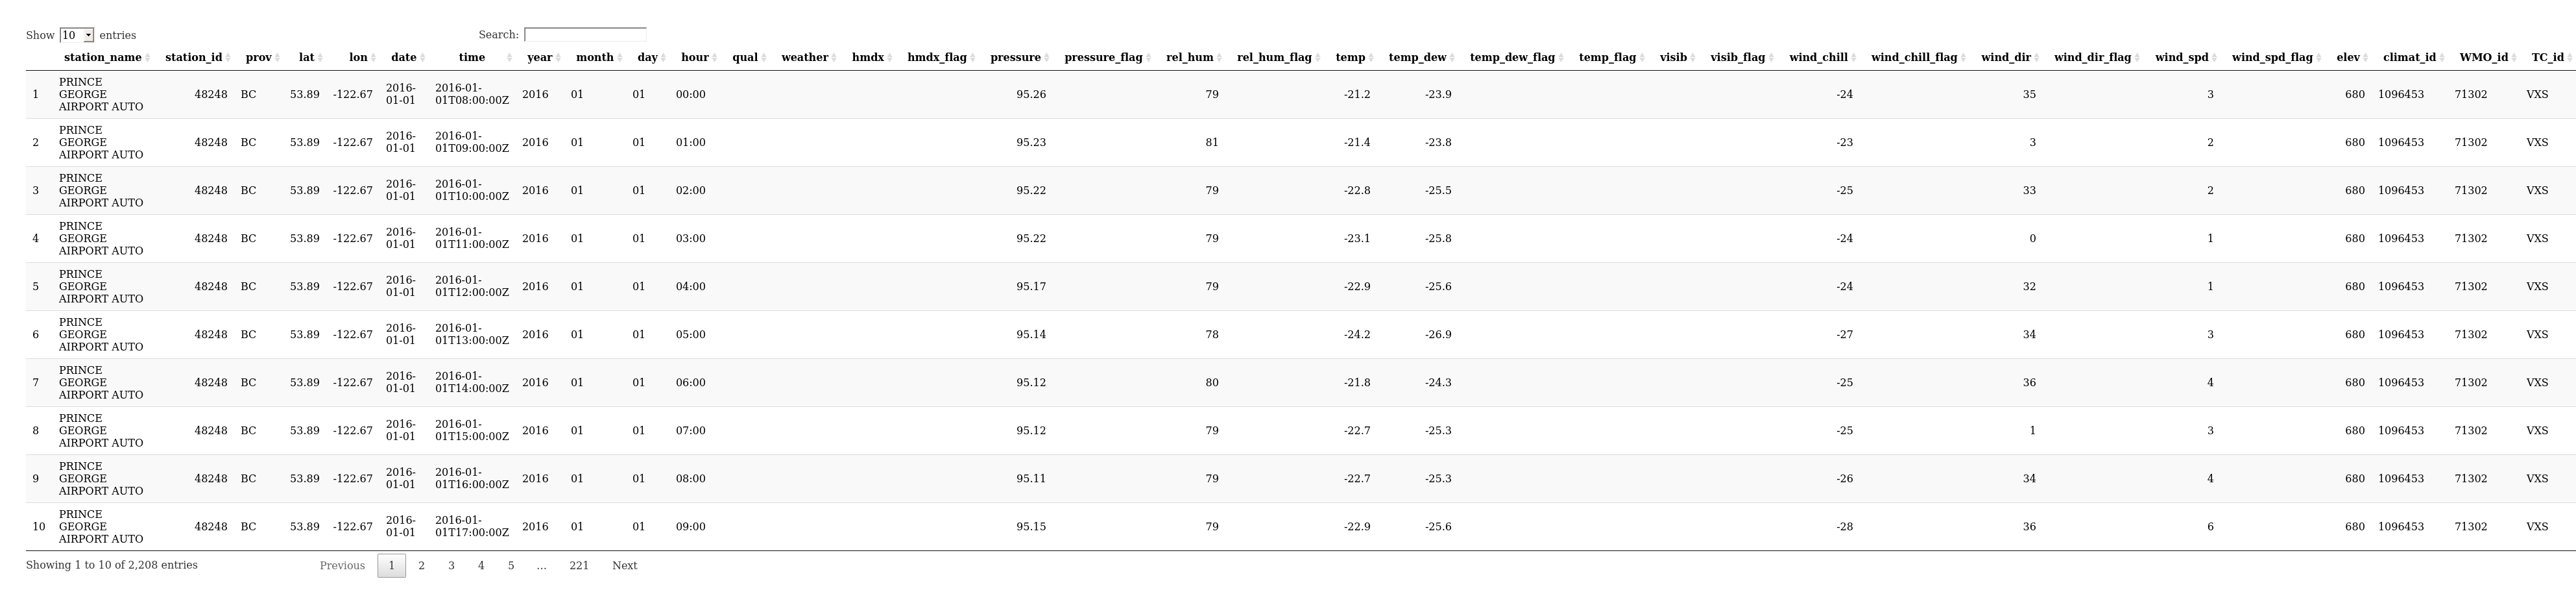 Show 10 entries Search:
station_name station_id prov lat lon date time year month day hour qual weather hmdx hmdx_flag pressure pressure_flag rel_hum rel_hum_flag temp temp_dew temp_dew_flag temp_flag visib visib_flag wind_chill wind_chill_flag wind_dir wind_dir_flag wind_spd wind_spd_flag elev climat_id WMO_id TC_id
PRINCE
1 GEORGE 48248 BC 53.89 -122.67 2016-01-01 2016-01-01T08:00:00Z 2016 01 01 00:00 95.26 79 -21.2 -23.9 -24 35 3 680 1096453 71302 VXS
AIRPORT AUTO
PRINCE
2 GEORGE 48248 BC 53.89 -122.67 2016-01-01 2016-01-01T09:00:00Z 2016 01 01 01:00 95.23 81 -21.4 -23.8 -23 3 2 680 1096453 71302 VXS
AIRPORT AUTO
PRINCE
3 GEORGE 48248 BC 53.89 -122.67 2016-01-01 2016-01-01T10:00:00Z 2016 01 01 02:00 95.22 79 -22.8 -25.5 -25 33 2 680 1096453 71302 VXS
AIRPORT AUTO
PRINCE
4 GEORGE 48248 BC 53.89 -122.67 2016-01-01 2016-01-01T11:00:00Z 2016 01 01 03:00 95.22 79 -23.1 -25.8 -24 0 1 680 1096453 71302 VXS
AIRPORT AUTO
PRINCE
5 GEORGE 48248 BC 53.89 -122.67 2016-01-01 2016-01-01T12:00:00Z 2016 01 01 04:00 95.17 79 -22.9 -25.6 -24 32 1 680 1096453 71302 VXS
AIRPORT AUTO
PRINCE
6 GEORGE 48248 BC 53.89 -122.67 2016-01-01 2016-01-01T13:00:00Z 2016 01 01 05:00 95.14 78 -24.2 -26.9 -27 34 3 680 1096453 71302 VXS
AIRPORT AUTO
PRINCE
7 GEORGE 48248 BC 53.89 -122.67 2016-01-01 2016-01-01T14:00:00Z 2016 01 01 06:00 95.12 80 -21.8 -24.3 -25 36 4 680 1096453 71302 VXS
AIRPORT AUTO
PRINCE
8 GEORGE 48248 BC 53.89 -122.67 2016-01-01 2016-01-01T15:00:00Z 2016 01 01 07:00 95.12 79 -22.7 -25.3 -25 1 3 680 1096453 71302 VXS
AIRPORT AUTO
PRINCE
9 GEORGE 48248 BC 53.89 -122.67 2016-01-01 2016-01-01T16:00:00Z 2016 01 01 08:00 95.11 79 -22.7 -25.3 -26 34 4 680 1096453 71302 VXS
AIRPORT AUTO
PRINCE
10 GEORGE 48248 BC 53.89 -122.67 2016-01-01 2016-01-01T17:00:00Z 2016 01 01 09:00 95.15 79 -22.9 -25.6 -28 36 6 680 1096453 71302 VXS
AIRPORT AUTO
Showing 1 to 10 of 2,208 entries Previous 1 2 3 4 5 … 221 Next